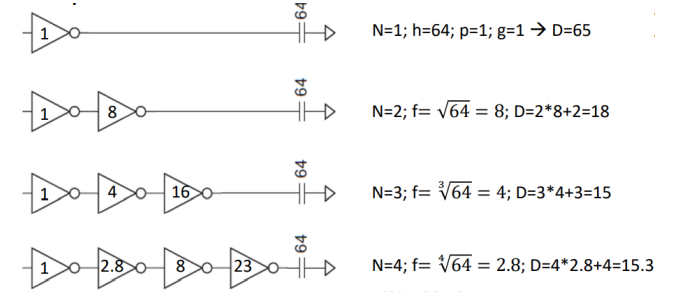 1 64 N=1; h=64; p=1; g=1 → D=65
1 8 64 N=2; f= √64 = 8; D=2*8+2=18
1 4 16 64 N=3; f= ∛64 = 4; D=3*4+3=15
1 2.8 8 23 64 N=4; f= ∜64 = 2.8; D=4*2.8+4=15.3